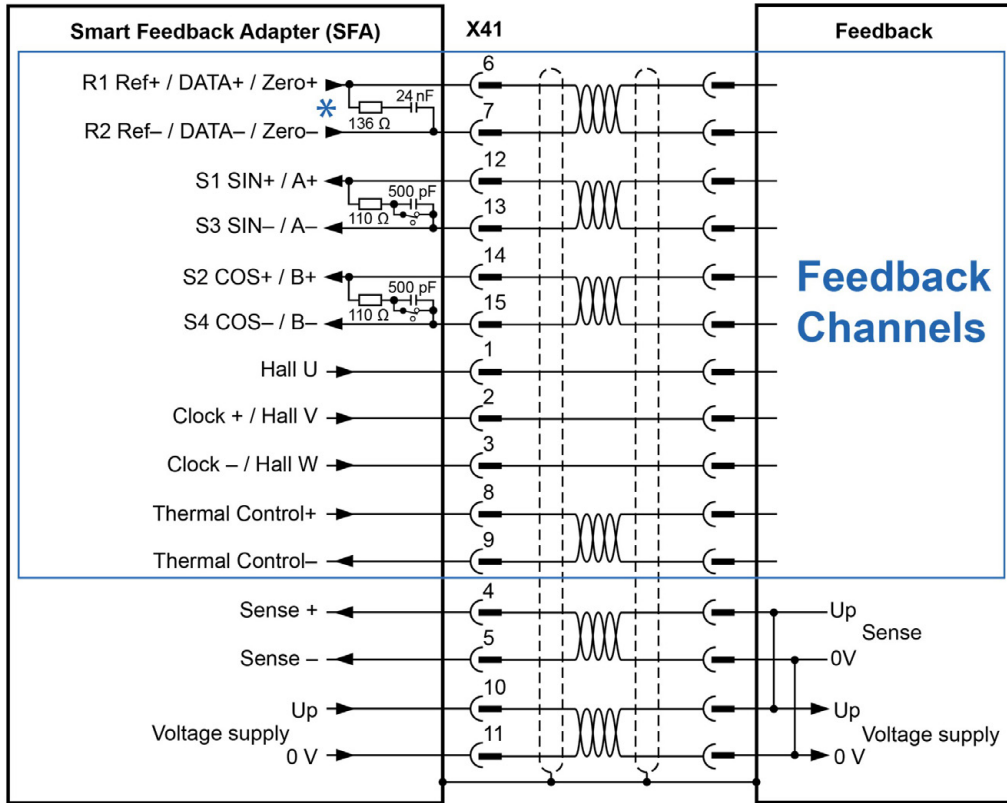 Smart Feedback Adapter (SFA) X41 Feedback
R1 Ref+ / DATA+ / Zero+ 6
* 24 nF
136 Ω
R2 Ref– / DATA– / Zero– 7
S1 SIN+ / A+ 12
500 pF
110 Ω
S3 SIN– / A– 13
S2 COS+ / B+ 14
500 pF
110 Ω
S4 COS– / B– 15
Feedback
Channels
Hall U 1
Clock + / Hall V 2
Clock – / Hall W 3
Thermal Control+ 8
Thermal Control– 9
Sense + 4 Up
Sense
Sense – 5 0V
Up 10 Up
Voltage supply Voltage supply
0 V 11 0 V